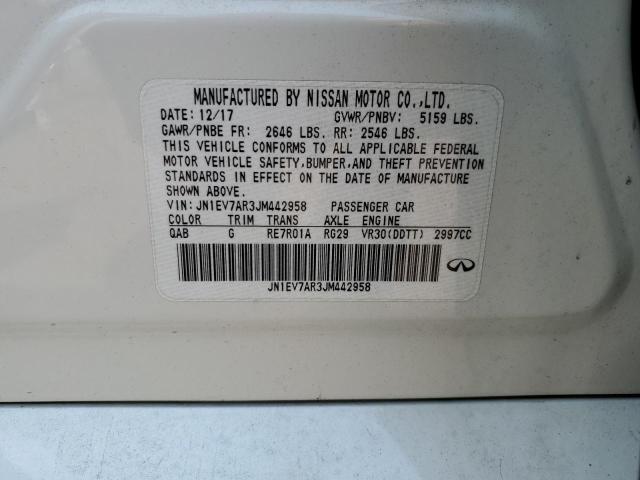 MANUFACTURED BY NISSAN MOTOR CO.,LTD.
DATE: 12/17 GVWR/PNBV: 5159 LBS.
GAWR/PNBE FR: 2646 LBS. RR: 2546 LBS.
THIS VEHICLE CONFORMS TO ALL APPLICABLE FEDERAL
MOTOR VEHICLE SAFETY,BUMPER,AND THEFT PREVENTION
STANDARDS IN EFFECT ON THE DATE OF MANUFACTURE
SHOWN ABOVE.
VIN: JN1EV7AR3JM442958 PASSENGER CAR
COLOR TRIM TRANS AXLE ENGINE
QAB G RE7R01A RG29 VR30(DDTT) 2997CC
JN1EV7AR3JM442958